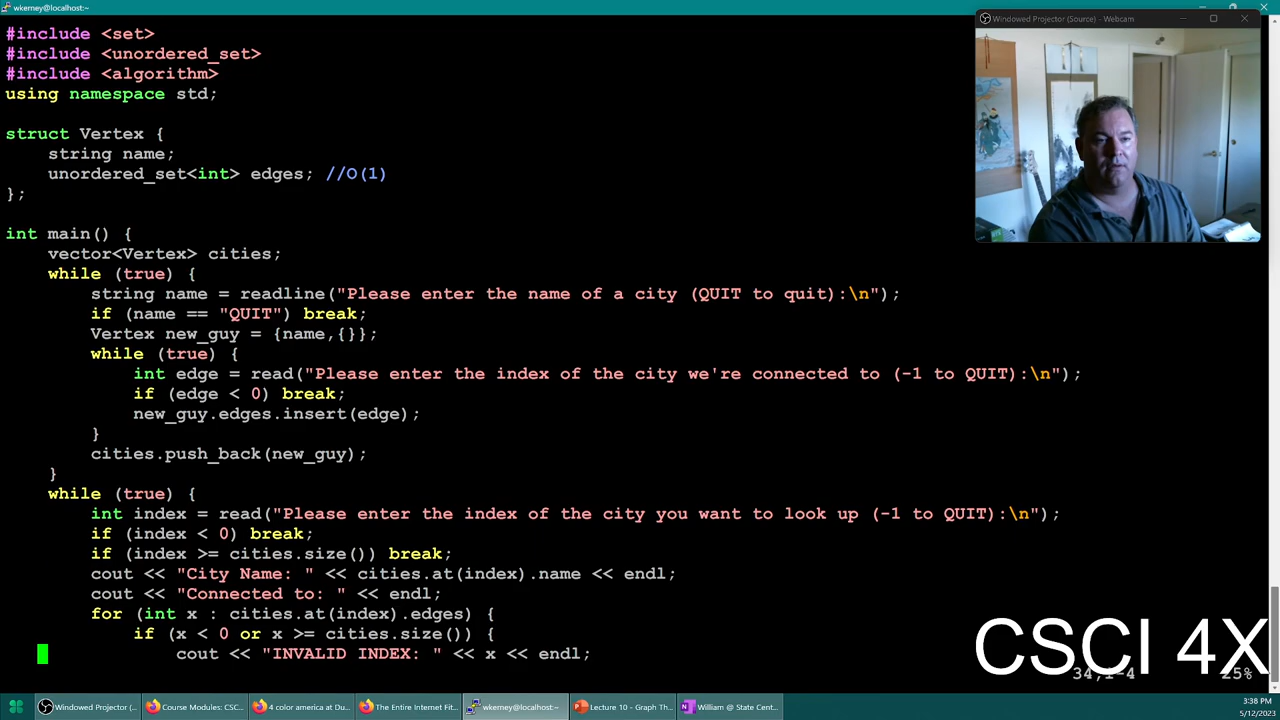 wkerney@localhost:~
#include <set>
#include <unordered_set>
#include <algorithm>
using namespace std;
struct Vertex {
    string name;
    unordered_set<int> edges; //O(1)
};
int main() {
    vector<Vertex> cities;
    while (true) {
        string name = readline("Please enter the name of a city (QUIT to quit):\n");
        if (name == "QUIT") break;
        Vertex new_guy = {name,{}};
        while (true) {
            int edge = read("Please enter the index of the city we're connected to (-1 to QUIT):\n");
            if (edge < 0) break;
            new_guy.edges.insert(edge);
        }
        cities.push_back(new_guy);
    }
    while (true) {
        int index = read("Please enter the index of the city you want to look up (-1 to QUIT):\n");
        if (index < 0) break;
        if (index >= cities.size()) break;
        cout << "City Name: " << cities.at(index).name << endl;
        cout << "Connected to: " << endl;
        for (int x : cities.at(index).edges) {
            if (x < 0 or x >= cities.size()) {
                cout << "INVALID INDEX: " << x << endl;
Windowed Projector (Source) - Webcam
CSCI 4X
34,1-4 25%
Windowed Projector (...
Course Modules: CSC...
4 color america at Du...
The Entire Internet Fit...
wkerney@localhost:~
Lecture 10 - Graph Th...
William @ State Cent...
3:38 PM
5/12/2023